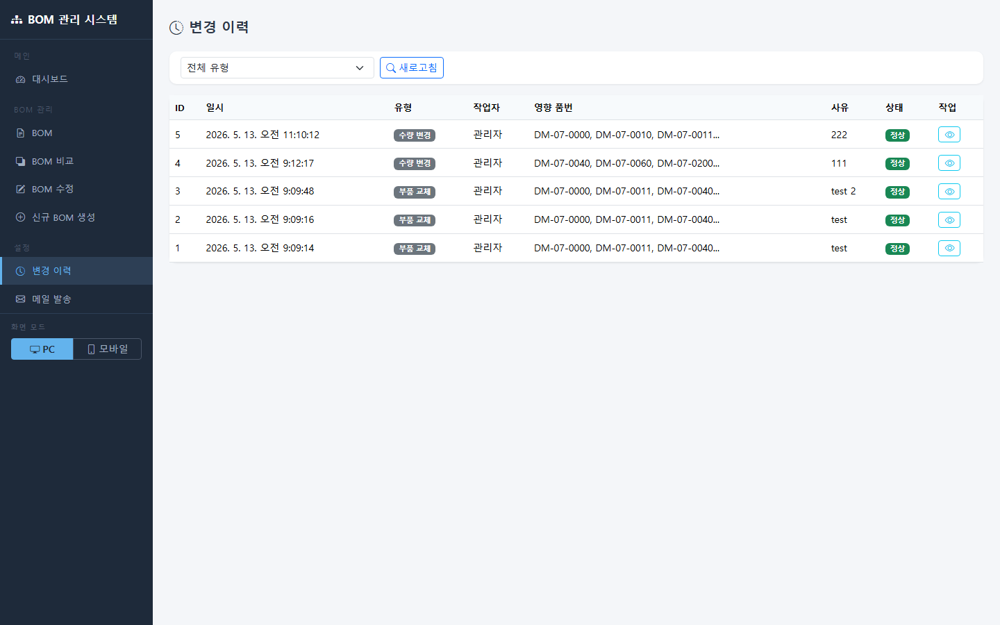 BOM 관리 시스템
메인
대시보드
BOM 관리
BOM
BOM 비교
BOM 수정
신규 BOM 생성
설정
변경 이력
메일 발송
화면 모드
PC 모바일
변경 이력
전체 유형 새로고침
ID 일시 유형 작업자 영향 품번 사유 상태 작업
5 2026. 5. 13. 오전 11:10:12 수량 변경 관리자 DM-07-0000, DM-07-0010, DM-07-0011... 222 정상
4 2026. 5. 13. 오전 9:12:17 수량 변경 관리자 DM-07-0040, DM-07-0060, DM-07-0200... 111 정상
3 2026. 5. 13. 오전 9:09:48 부품 교체 관리자 DM-07-0000, DM-07-0011, DM-07-0040... test 2 정상
2 2026. 5. 13. 오전 9:09:16 부품 교체 관리자 DM-07-0000, DM-07-0011, DM-07-0040... test 정상
1 2026. 5. 13. 오전 9:09:14 부품 교체 관리자 DM-07-0000, DM-07-0011, DM-07-0040... test 정상